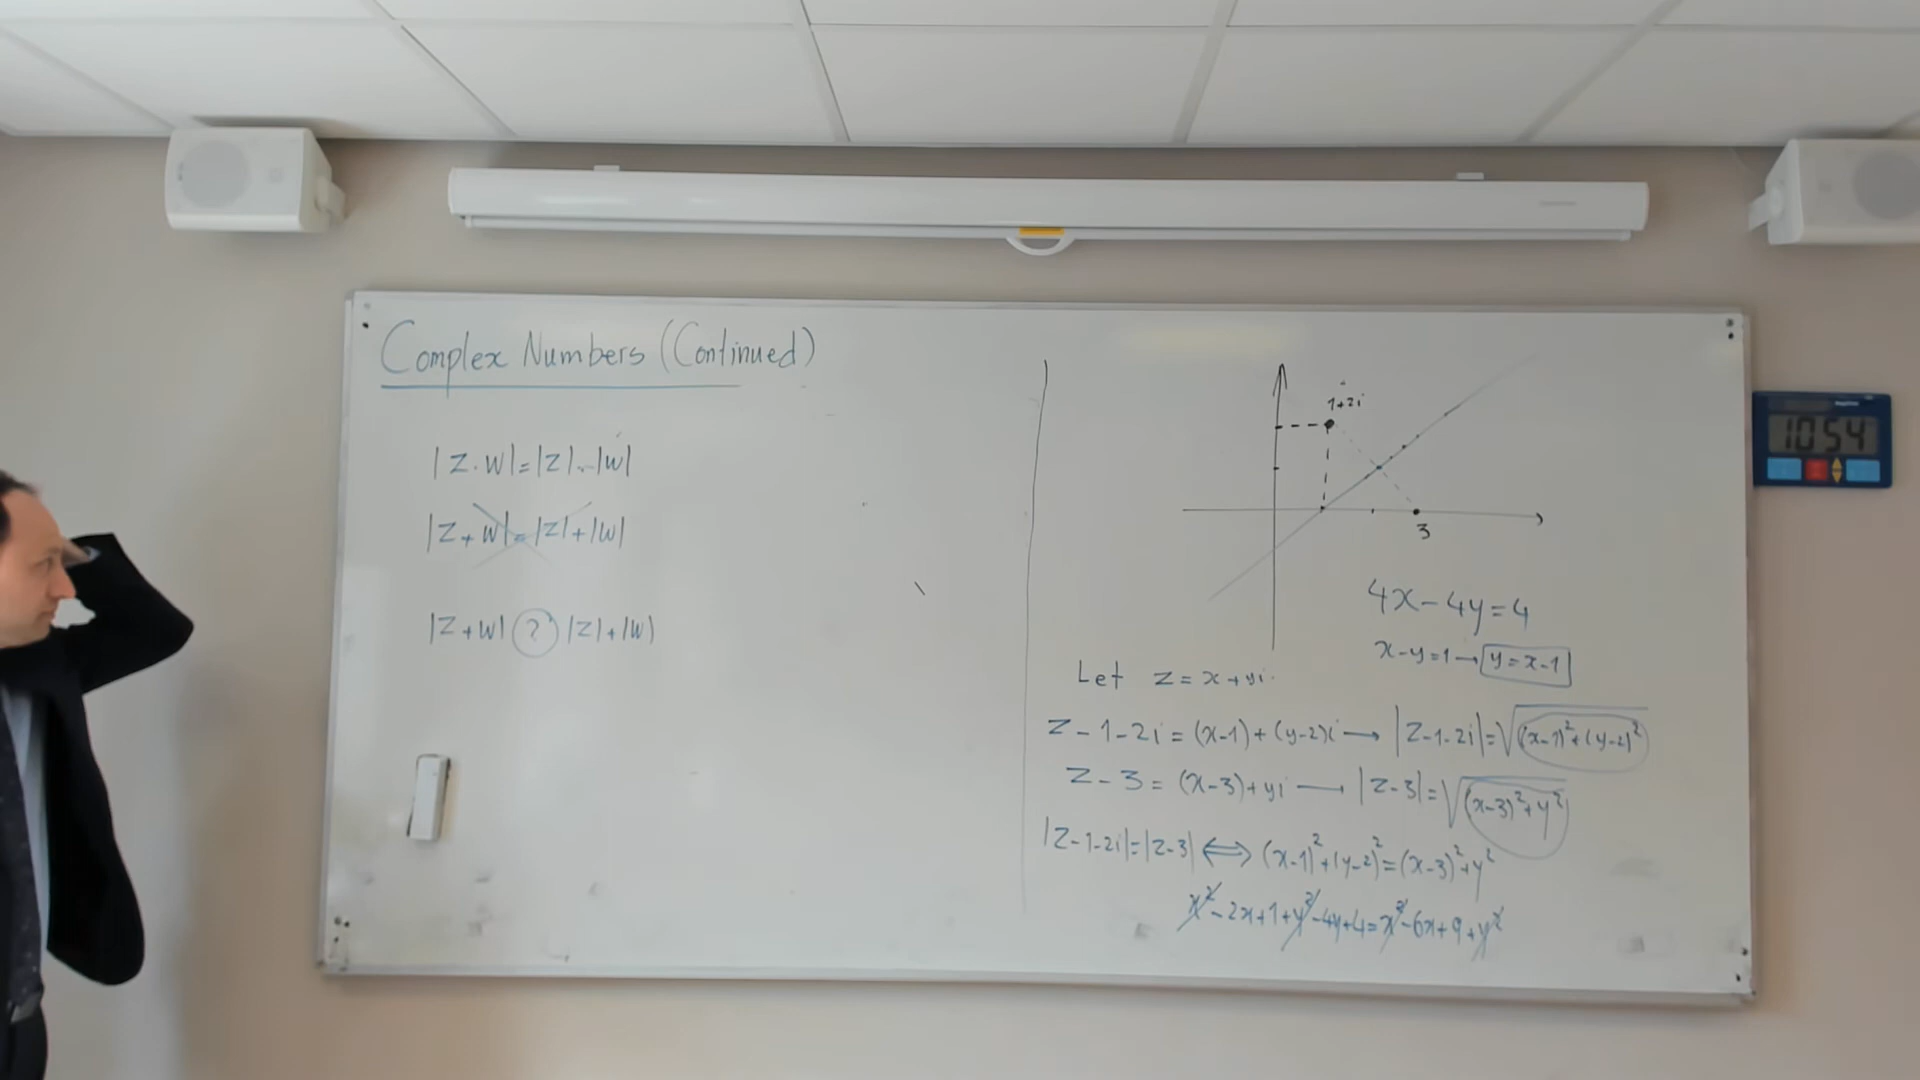 Complex Numbers (Continued)
|z.w|=|z|.|w|
|z+w|=|z|+|w|
|z+w| ? |z|+|w|
1+2i
3
4x-4y=4
x-y=1→y=x-1
Let z=x+yi
z-1-2i=(x-1)+(y-2)i→|z-1-2i|=√(x-1)²+(y-2)²
z-3=(x-3)+yi→|z-3|=√(x-3)²+y²
|z-1-2i|=|z-3|⟺(x-1)²+(y-2)²=(x-3)²+y²
x²-2x+1+y²-4y+4=x²-6x+9+y²
10 54